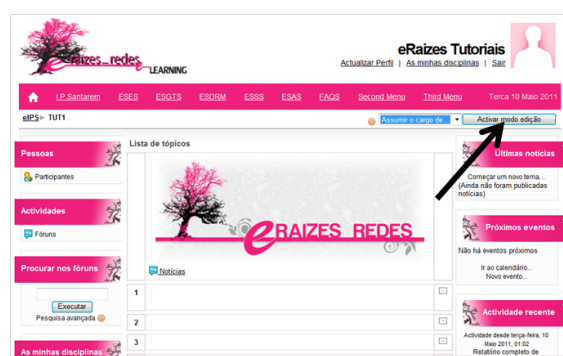 eRaizes_redes
LEARNING
eRaizes Tutoriais
Actualizar Perfil | As minhas disciplinas | Sair
I.P.Santarem ESES ESGTS ESDRM ESSS ESAS FAQS Second Menu Third Menu Terca 10 Maio 2011
eIPS ► TUT1
Assumir o cargo de...
Activar modo edição
Pessoas
Participantes
Actividades
Fóruns
Procurar nos fóruns
Executar
Pesquisa avançada
As minhas disciplinas
Lista de tópicos
eRAIZES_REDES
Notícias
1
2
3
Últimas notícias
Começar um novo tema...
(Ainda não foram publicadas
notícias)
Próximos eventos
Não há eventos próximos
Ir ao calendário...
Novo evento...
Actividade recente
Actividade desde terça-feira, 10
Maio 2011, 01:02
Relatório completo de